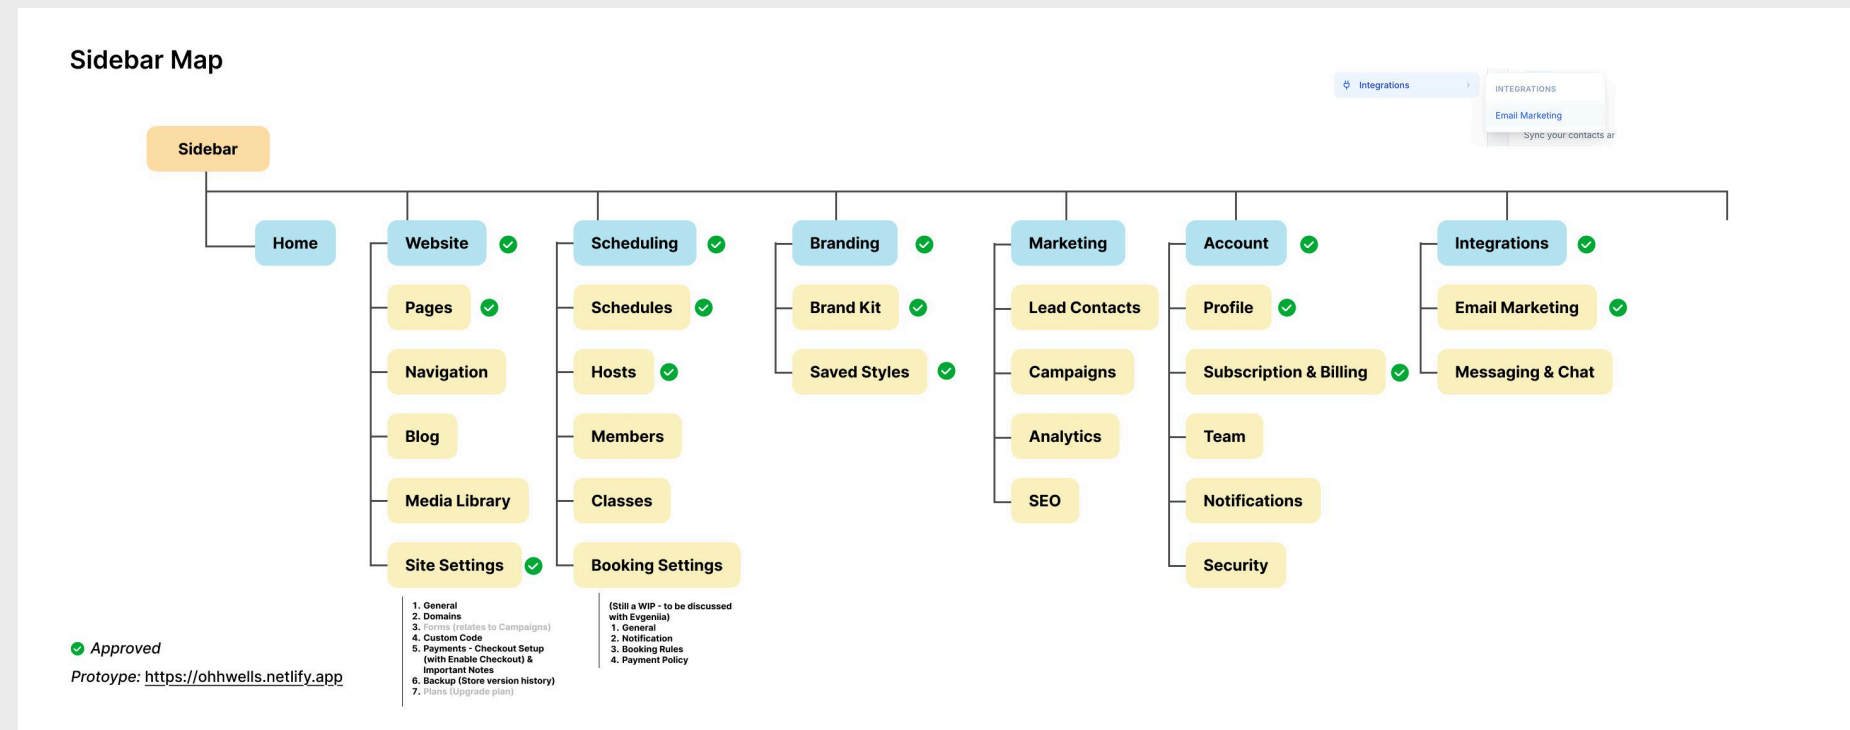 Sidebar Map
Integrations
INTEGRATIONS
Email Marketing
Sync your contacts ar
Sidebar
Home
Website
Pages
Navigation
Blog
Media Library
Site Settings
1. General
2. Domains
3. Forms (relates to Campaigns)
4. Custom Code
5. Payments - Checkout Setup
(with Enable Checkout) &
Important Notes
6. Backup (Store version history)
7. Plans (Upgrade plan)
Scheduling
Schedules
Hosts
Members
Classes
Booking Settings
(Still a WIP - to be discussed
with Evgeniia)
1. General
2. Notification
3. Booking Rules
4. Payment Policy
Branding
Brand Kit
Saved Styles
Marketing
Lead Contacts
Campaigns
Analytics
SEO
Account
Profile
Subscription & Billing
Team
Notifications
Security
Integrations
Email Marketing
Messaging & Chat
Approved
Protoype: https://ohhwells.netlify.app